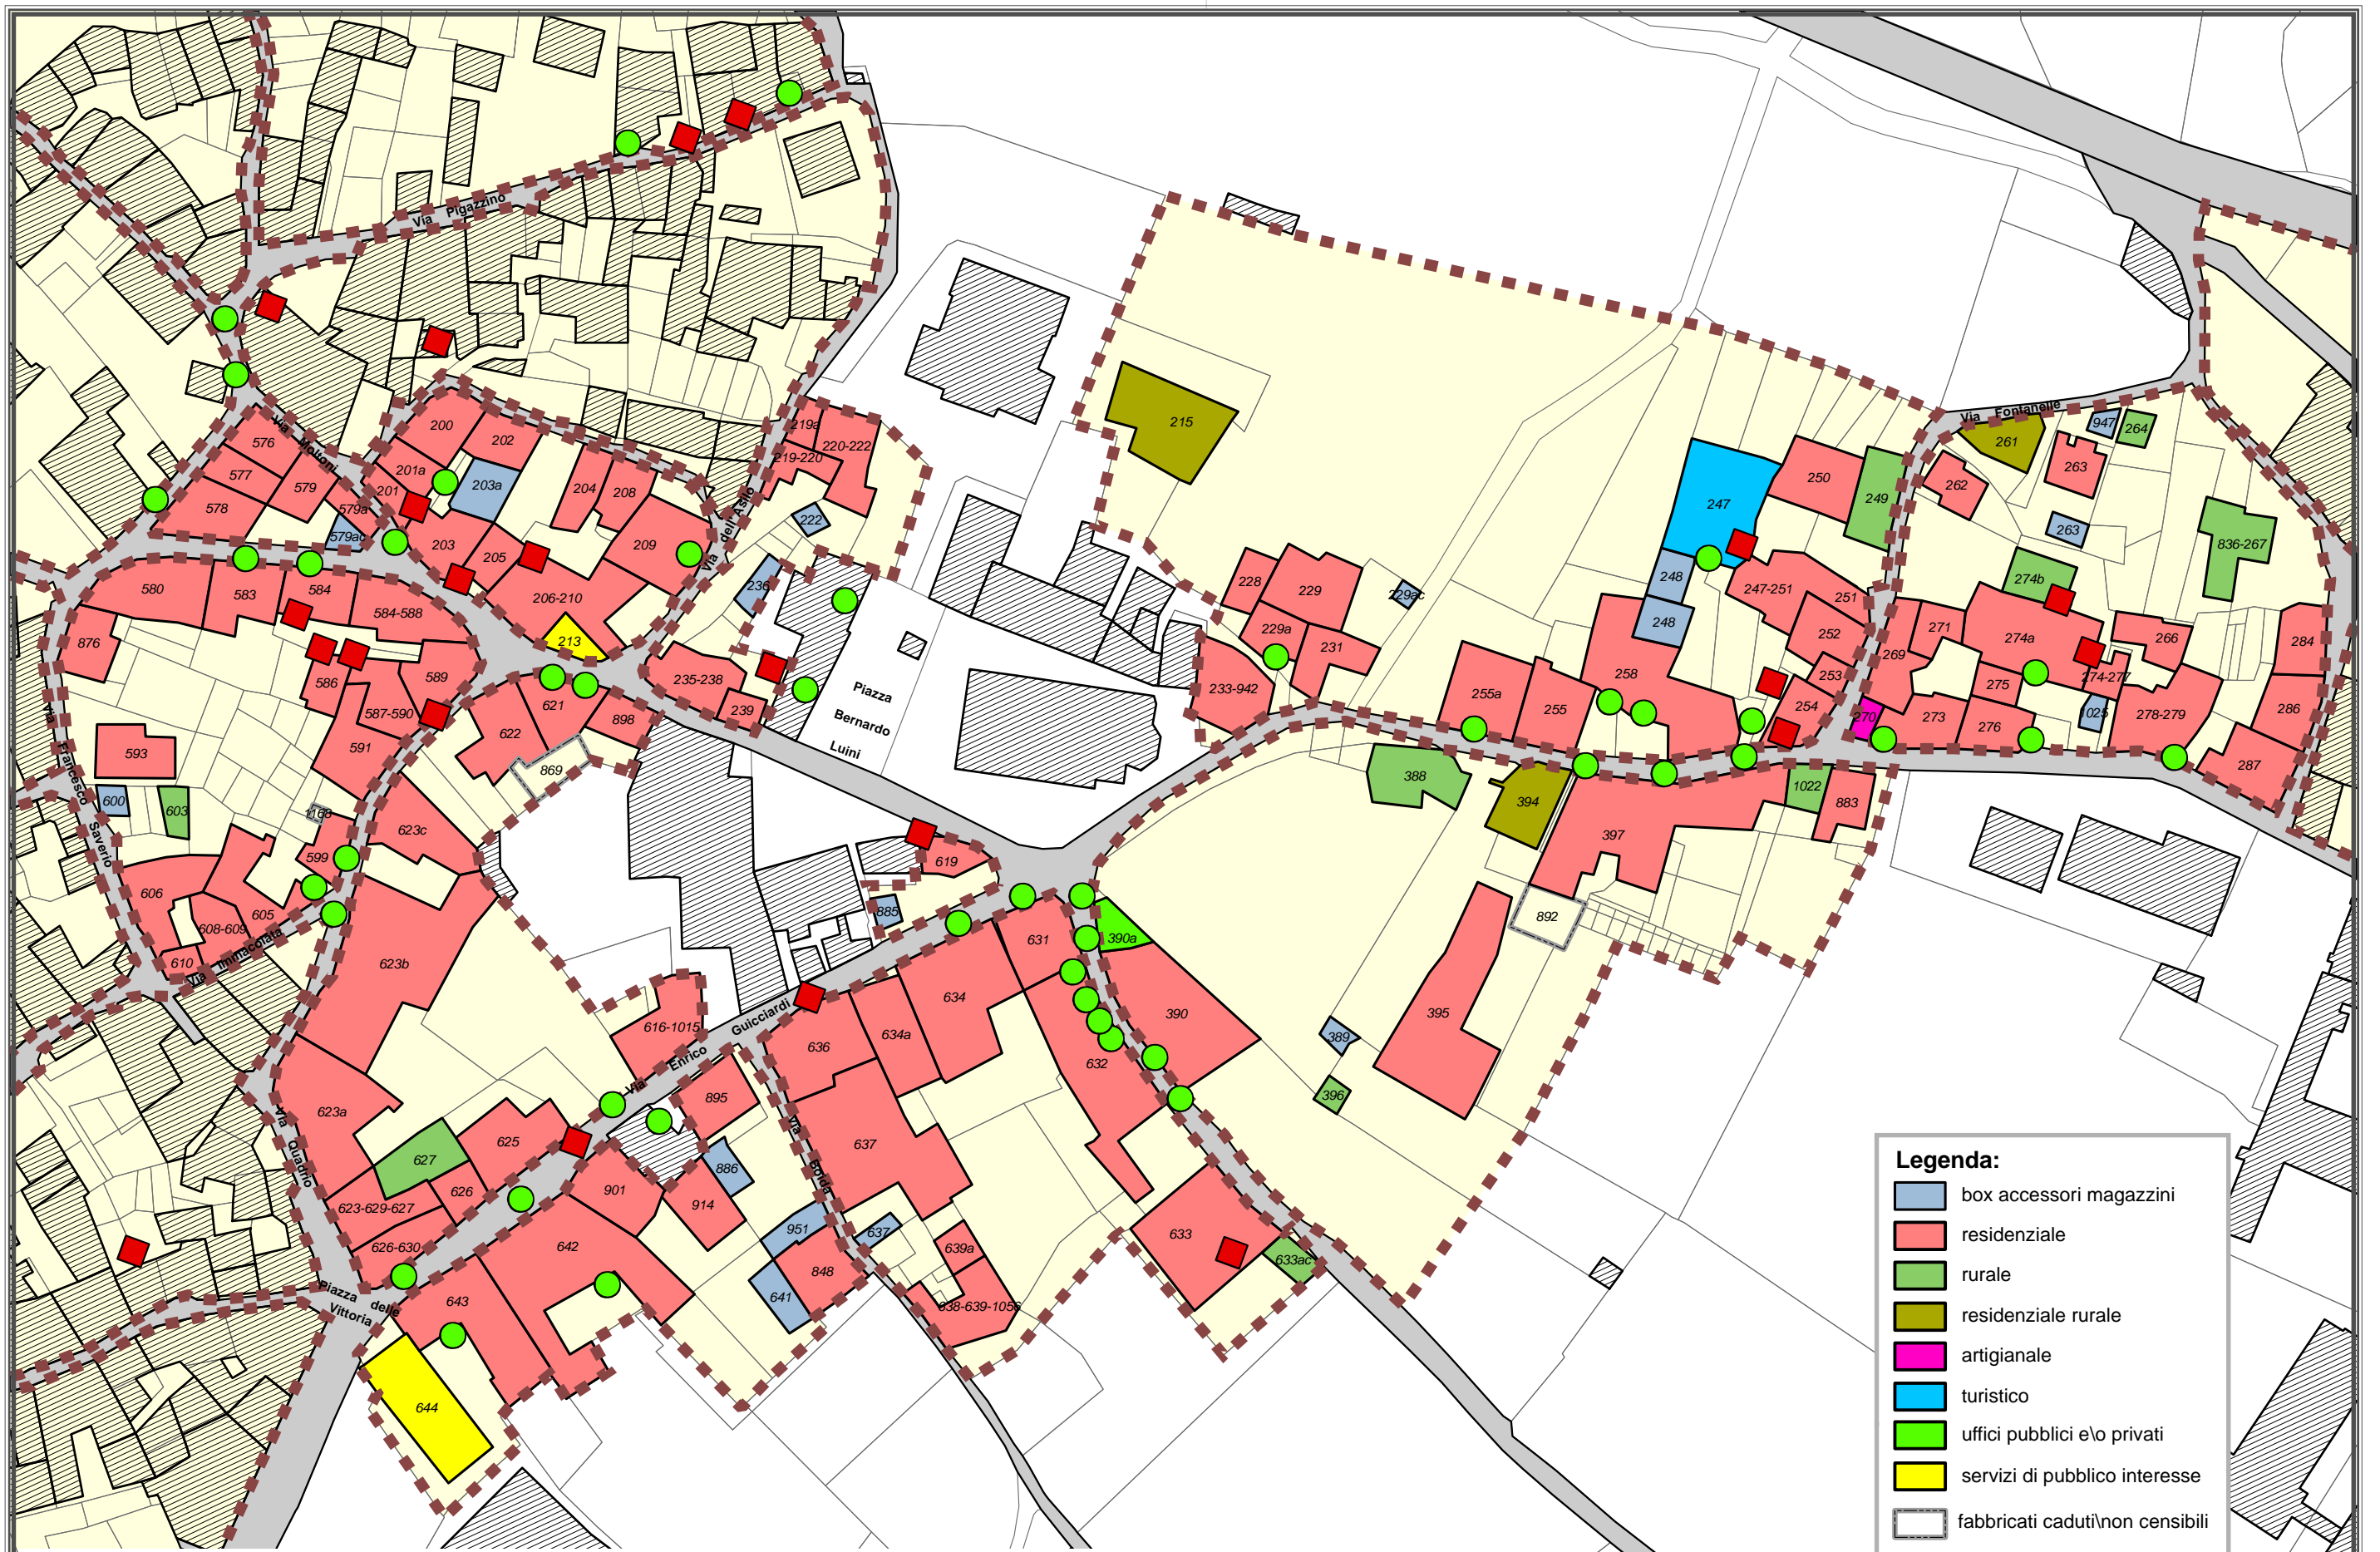 Via Pigazzino
Via Moltoni
Via dell'Asilo
Via Fontanelle
947
264
261
263
262
215
219a
220-222
219-220
200
202
576
577
201a
203a
201
579
578
579a
579ac
204
208
203
205
209
222
247
250
249
263
836-267
580
583
584
584-588
206-210
213
236
228
229
229ac
229a
231
233-942
248
248
247-251
251
252
253
254
258
255a
255
274b
274a
271
269
266
284
275
274-277
1025
278-279
286
270
273
276
287
876
586
589
587-590
591
235-238
239
622
621
898
869
Piazza
Bernardo
Luini
593
600
603
Via Francesco Saverio
1168
599
623c
606
605
608-609
610
Via Immacolata
623b
619
885
388
394
397
1022
883
892
395
389
396
631
390a
390
632
634
634a
636
637
616-1015
Via Enrico Guicciardi
895
623a
Via Quadrio
627
625
626
623-629-627
626-630
901
886
914
Via Bonda
951
637
642
641
848
639a
638-639-1056
633
633ac
643
644
Piazza delle
Vittoria
Legenda:
box accessori magazzini
residenziale
rurale
residenziale rurale
artigianale
turistico
uffici pubblici e\o privati
servizi di pubblico interesse
fabbricati caduti\non censibili